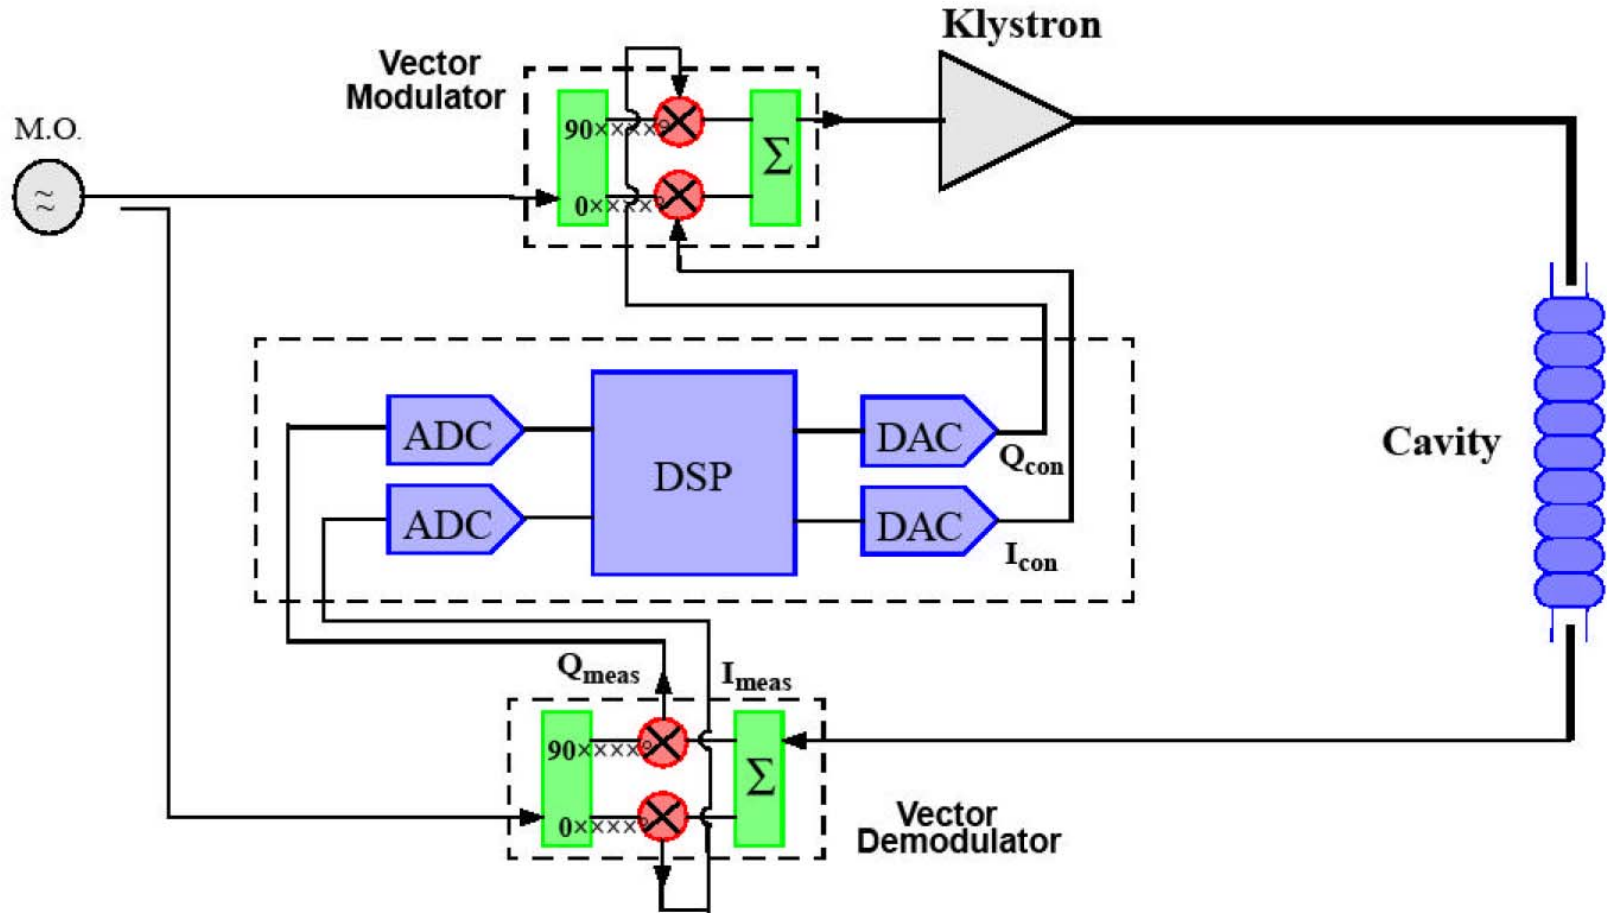 Klystron
Vector
Modulator
M.O.
≈
90××××°
0××××°
Σ
ADC
DSP
DAC
Qcon
ADC
DAC
Icon
Cavity
Qmeas
Imeas
90××××°
0××××°
Σ
Vector
Demodulator